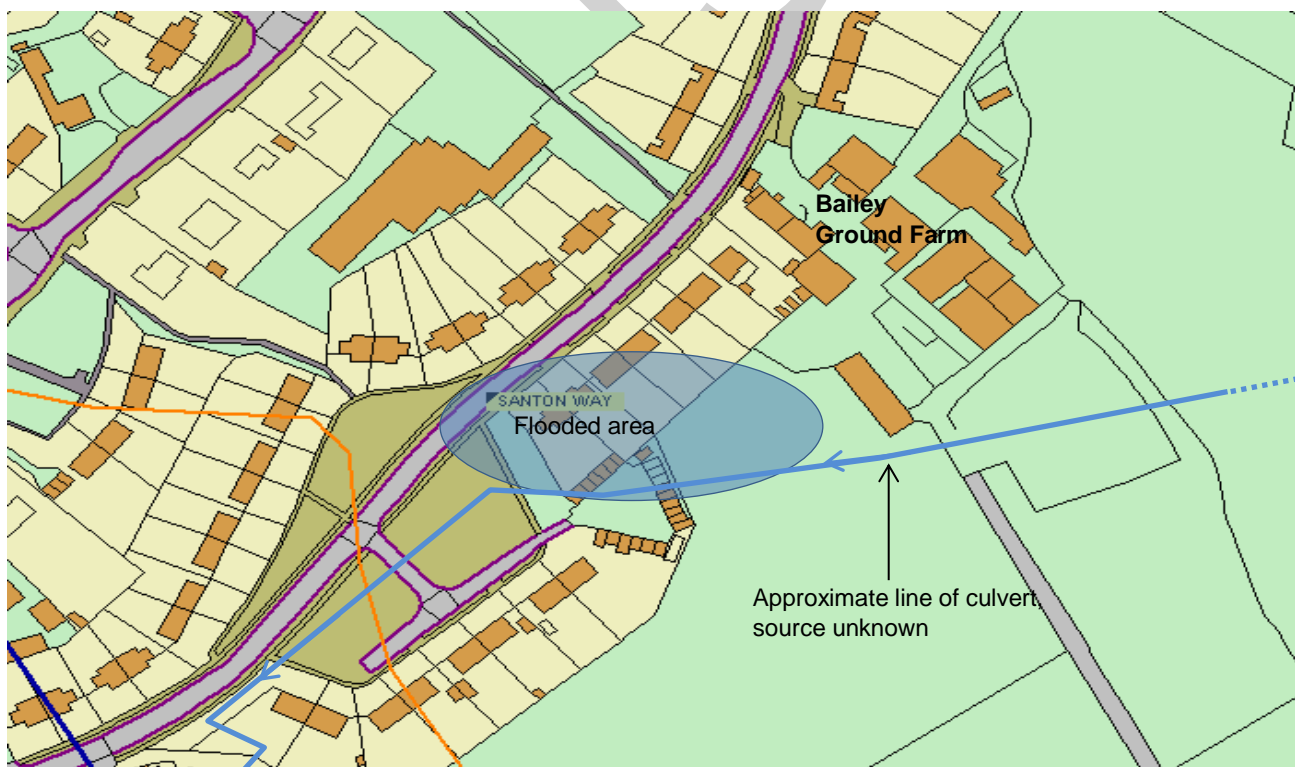 Bailey
Ground Farm
SANTON WAY
Flooded area
Approximate line of culvert,
source unknown